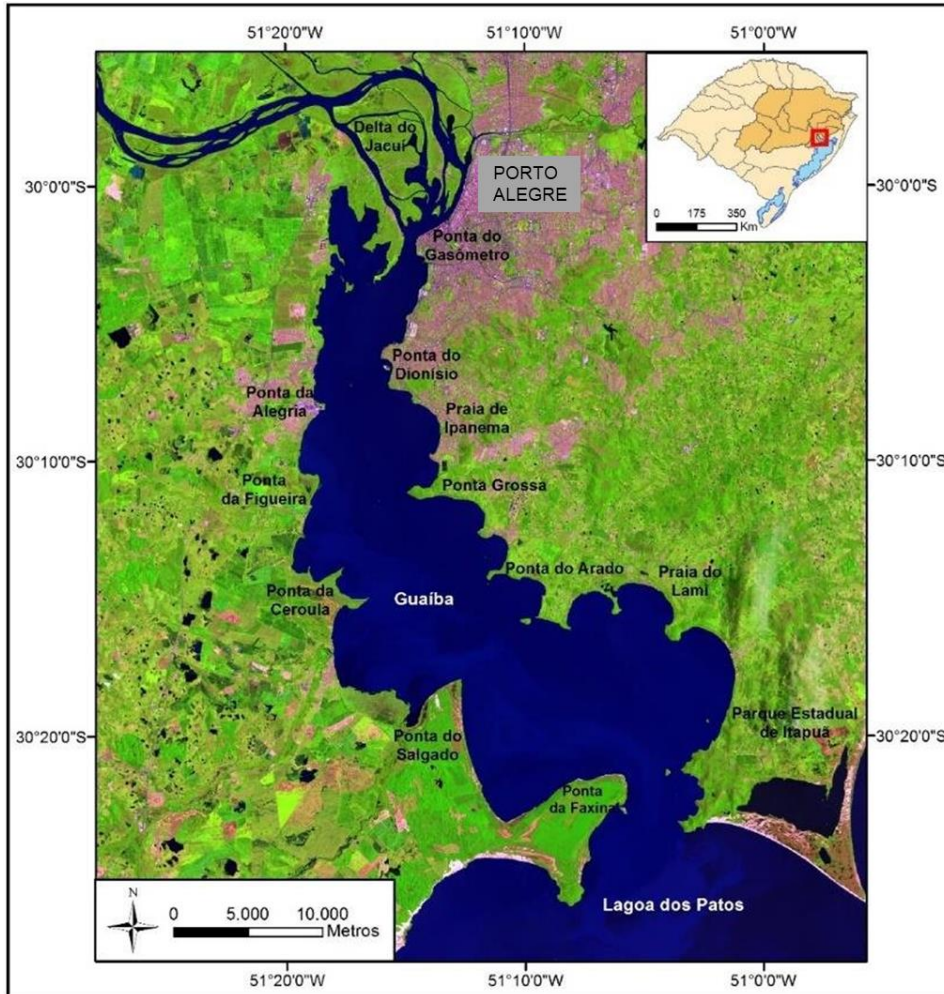 51°20'0"W
51°10'0"W
51°0'0"W
30°0'0"S
30°0'0"S
Delta do
Jacuí
PORTO
ALEGRE
0 175 350
Km
Ponta do
Gasômetro
Ponta do
Dionísio
Ponta da
Alegria
Praia de
Ipanema
30°10'0"S
30°10'0"S
Ponta
da Figueira
Ponta Grossa
Ponta do Arado
Praia do
Lami
Ponta da
Ceroula
Guaíba
Parque Estadual
de Itapuã
30°20'0"S
30°20'0"S
Ponta do
Salgado
Ponta
da Faxina
Lagoa dos Patos
N
0 5.000 10.000
Metros
51°20'0"W
51°10'0"W
51°0'0"W